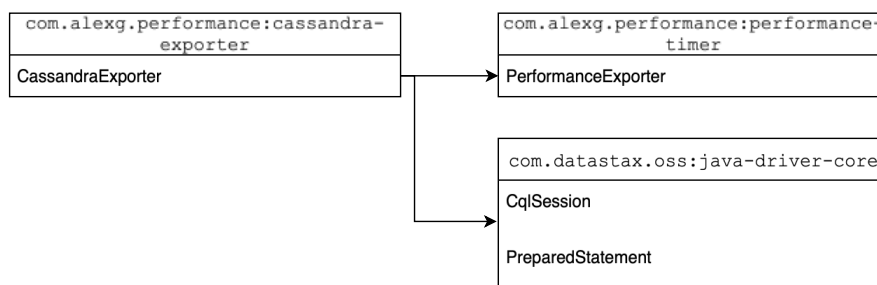 com.alexg.performance:cassandra-
exporter
CassandraExporter
com.alexg.performance:performance-
timer
PerformanceExporter
com.datastax.oss:java-driver-core
CqlSession
PreparedStatement